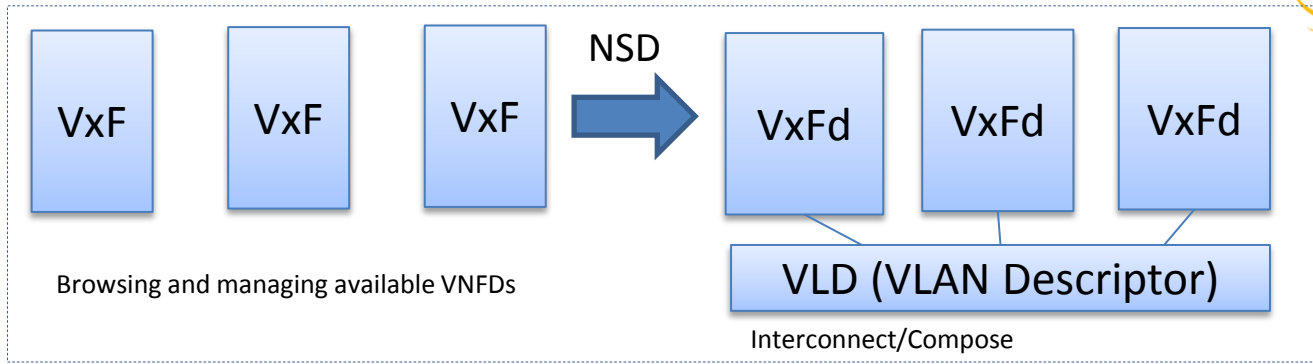 VxF
VxF
VxF
NSD
VxFd
VxFd
VxFd
VLD (VLAN Descriptor)
Browsing and managing available VNFDs
Interconnect/Compose